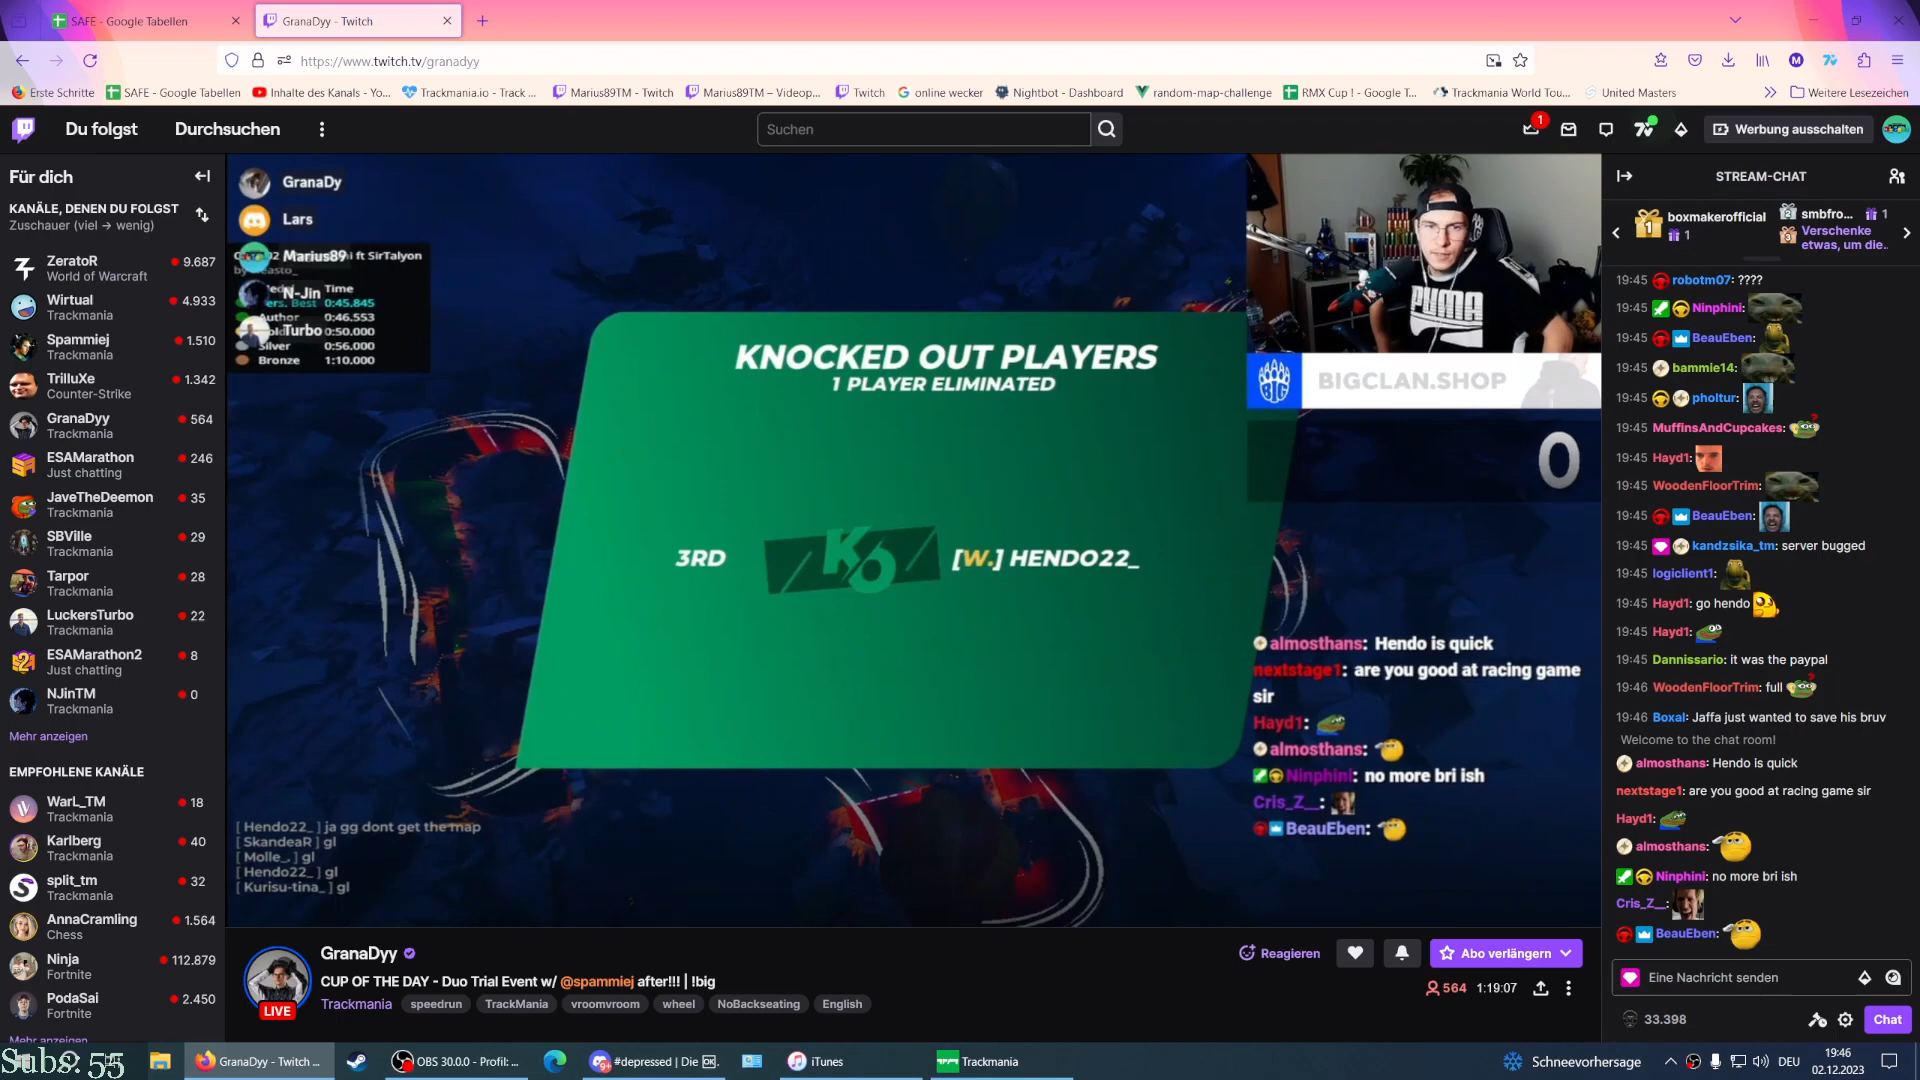 SAFE - Google Tabellen
GranaDyy - Twitch
https://www.twitch.tv/granadyy
Erste Schritte
SAFE - Google Tabellen
Inhalte des Kanals - Yo...
Trackmania.io - Track ...
Marius89TM - Twitch
Marius89TM – Videop...
Twitch
online wecker
Nightbot - Dashboard
random-map-challenge
RMX Cup ! - Google T...
Trackmania World Tou...
United Masters
Weitere Lesezeichen
Du folgst
Durchsuchen
Suchen
1
Werbung ausschalten
Für dich
KANÄLE, DENEN DU FOLGST
Zuschauer (viel → wenig)
ZeratoR 9.687
World of Warcraft
Wirtual 4.933
Trackmania
Spammiej 1.510
Trackmania
TrilluXe 1.342
Counter-Strike
GranaDyy 564
Trackmania
ESAMarathon 246
Just chatting
JaveTheDeemon 35
Trackmania
SBVille 29
Trackmania
Tarpor 28
Trackmania
LuckersTurbo 22
Trackmania
ESAMarathon2 8
Just chatting
NJinTM 0
Trackmania
Mehr anzeigen
EMPFOHLENE KANÄLE
WarL_TM 18
Trackmania
Karlberg 40
Trackmania
split_tm 32
Trackmania
AnnaCramling 1.564
Chess
Ninja 112.879
Fortnite
PodaSai 2.450
Fortnite
Mehr anzeigen
GranaDy
Lars
Marius89
ft SirTalyon
N-Jin
Time
0:45.845
Author 0:46.553
Turbo 0:50.000
Silver 0:56.000
Bronze 1:10.000
KNOCKED OUT PLAYERS
1 PLAYER ELIMINATED
3RD K6 [W.] HENDO22_
PUMA
BIG
BIGCLAN.SHOP
0
almosthans: Hendo is quick
nextstage1: are you good at racing game
sir
Hayd1:
almosthans:
Ninphini: no more bri ish
Cris_Z__:
BeauEben:
[ Hendo22_ ] ja gg dont get the map
[ SkandeaR ] gl
[ Molle_. ] gl
[ Hendo22_ ] gl
[ Kurisu-tina_ ] gl
LIVE
GranaDyy
CUP OF THE DAY - Duo Trial Event w/ @spammiej after!!! | !big
Trackmania
speedrun
TrackMania
vroomvroom
wheel
NoBackseating
English
Reagieren
Abo verlängern
564
1:19:07
STREAM-CHAT
1
boxmakerofficial
1
2
smbfro... 1
3
Verschenke
etwas, um die..
19:45 robotm07: ????
19:45 Ninphini:
19:45 BeauEben:
19:45 bammie14:
19:45 pholtur:
19:45 MuffinsAndCupcakes:
19:45 Hayd1:
19:45 WoodenFloorTrim:
19:45 BeauEben:
19:45 kandzsika_tm: server bugged
19:45 logiclient1:
19:45 Hayd1: go hendo
19:45 Hayd1:
19:45 Dannissario: it was the paypal
19:46 WoodenFloorTrim: full
19:46 Boxal: Jaffa just wanted to save his bruv
Welcome to the chat room!
almosthans: Hendo is quick
nextstage1: are you good at racing game sir
Hayd1:
almosthans:
Ninphini: no more bri ish
Cris_Z__:
BeauEben:
Eine Nachricht senden
33.398
Chat
Subs: 55
GranaDyy - Twitch ...
OBS 30.0.0 - Profil: ...
9+
#depressed | Die OK .
iTunes
Trackmania
Schneevorhersage
DEU
19:46
02.12.2023